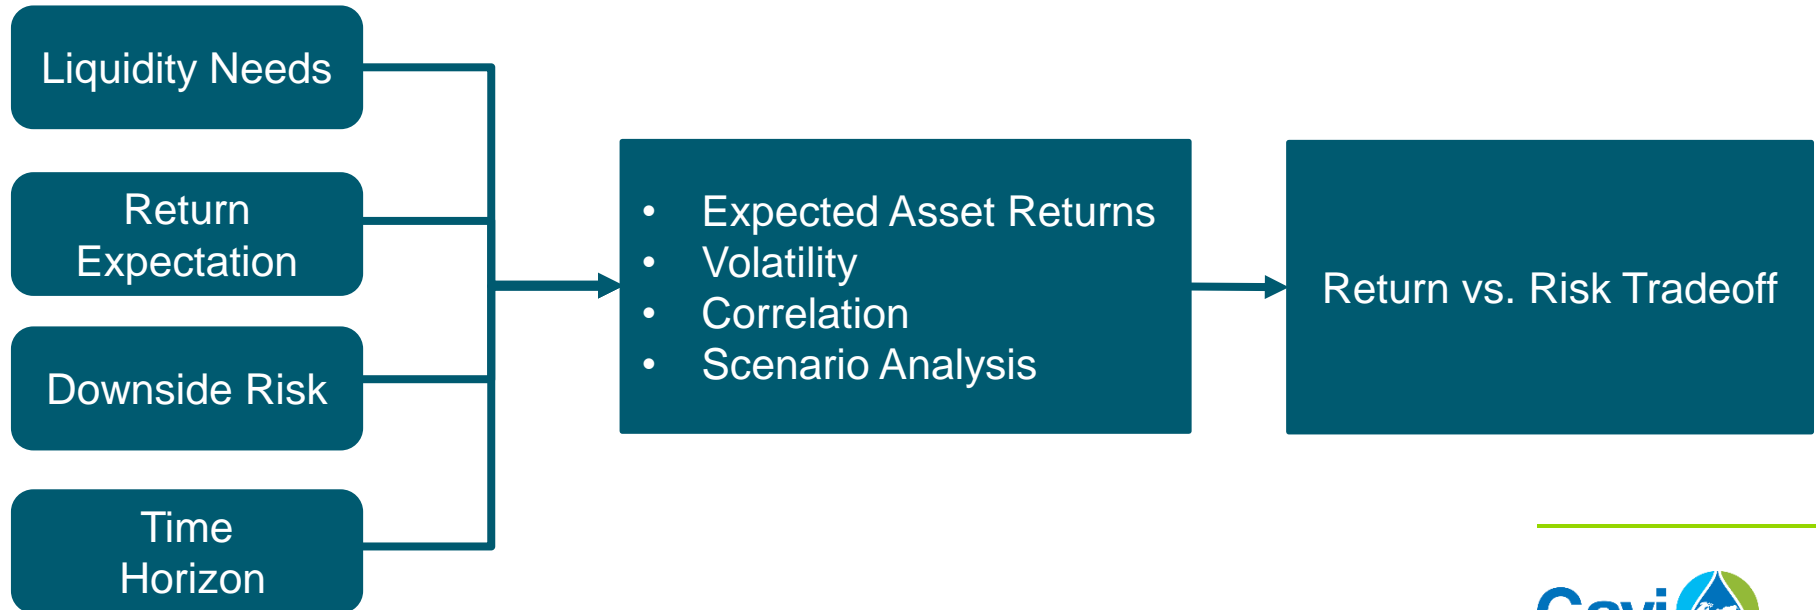 Liquidity Needs
Return
Expectation
Downside Risk
Time
Horizon
• Expected Asset Returns
• Volatility
• Correlation
• Scenario Analysis
Return vs. Risk Tradeoff
Gavi